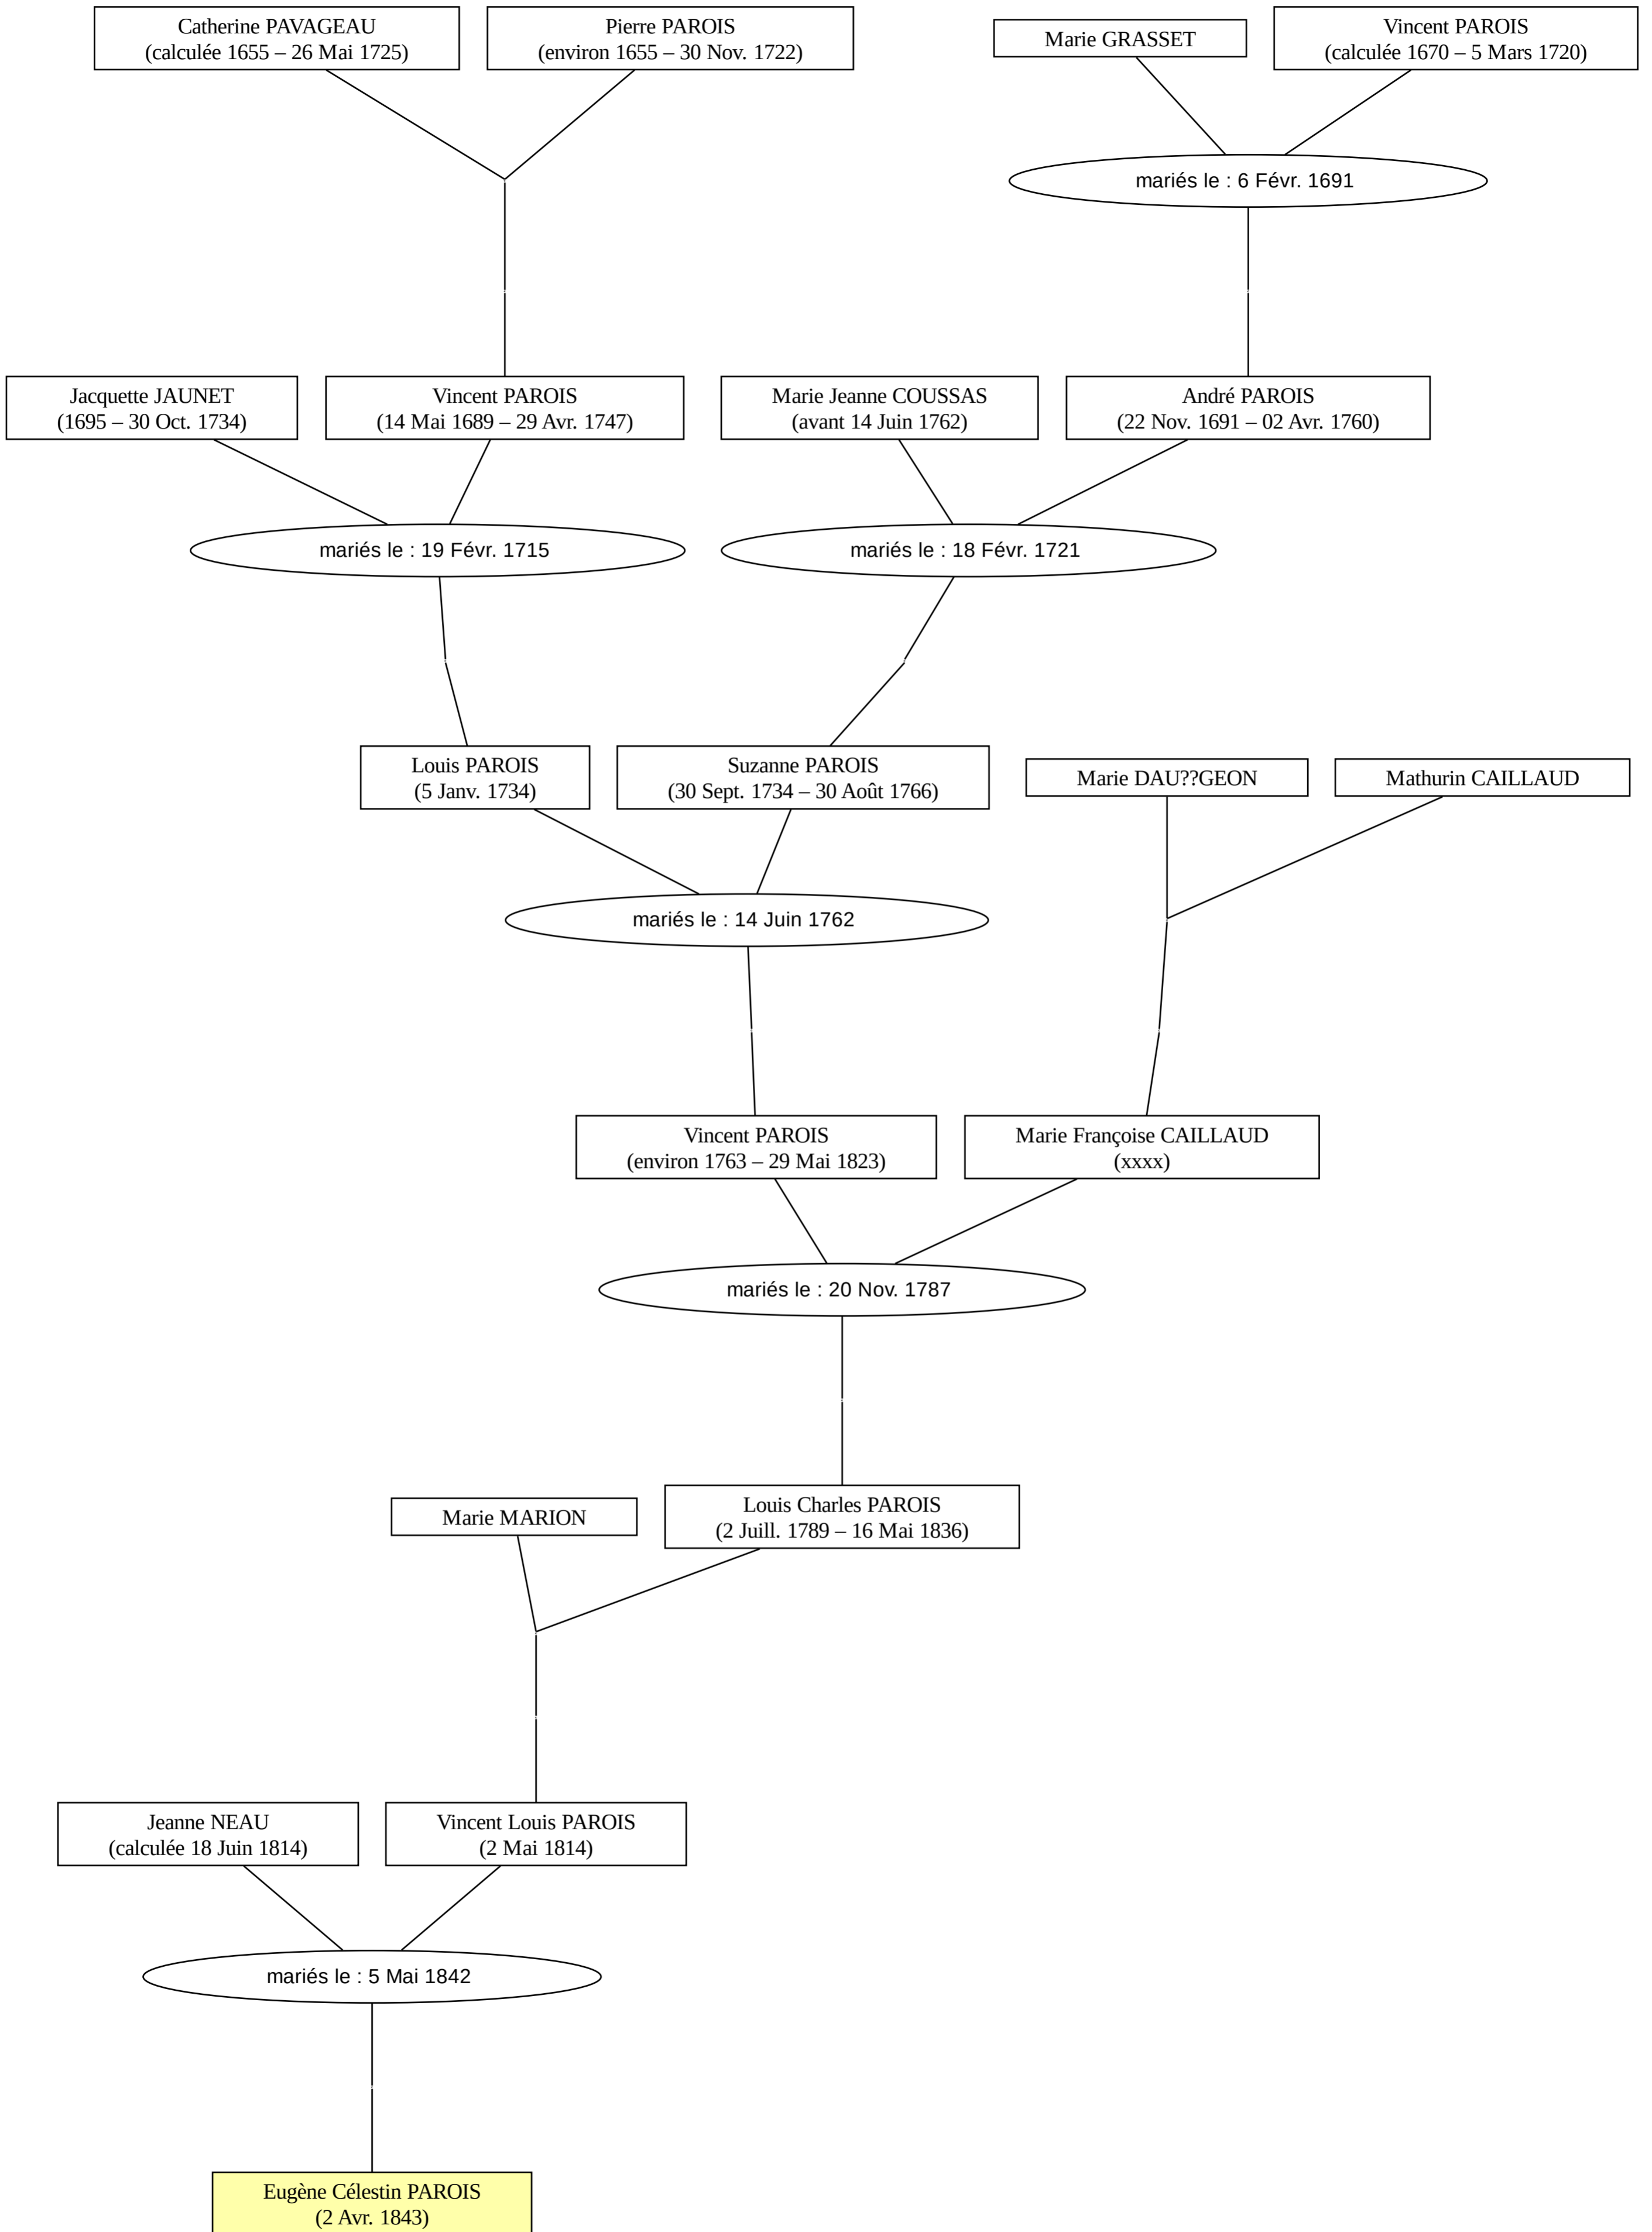 Catherine PAVAGEAU
(calculée 1655 – 26 Mai 1725)
Pierre PAROIS
(environ 1655 – 30 Nov. 1722)
Marie GRASSET
Vincent PAROIS
(calculée 1670 – 5 Mars 1720)
mariés le : 6 Févr. 1691
Jacquette JAUNET
(1695 – 30 Oct. 1734)
Vincent PAROIS
(14 Mai 1689 – 29 Avr. 1747)
Marie Jeanne COUSSAS
(avant 14 Juin 1762)
André PAROIS
(22 Nov. 1691 – 02 Avr. 1760)
mariés le : 19 Févr. 1715
mariés le : 18 Févr. 1721
Louis PAROIS
(5 Janv. 1734)
Suzanne PAROIS
(30 Sept. 1734 – 30 Août 1766)
Marie DAU??GEON
Mathurin CAILLAUD
mariés le : 14 Juin 1762
Vincent PAROIS
(environ 1763 – 29 Mai 1823)
Marie Françoise CAILLAUD
(xxxx)
mariés le : 20 Nov. 1787
Marie MARION
Louis Charles PAROIS
(2 Juill. 1789 – 16 Mai 1836)
Jeanne NEAU
(calculée 18 Juin 1814)
Vincent Louis PAROIS
(2 Mai 1814)
mariés le : 5 Mai 1842
Eugène Célestin PAROIS
(2 Avr. 1843)